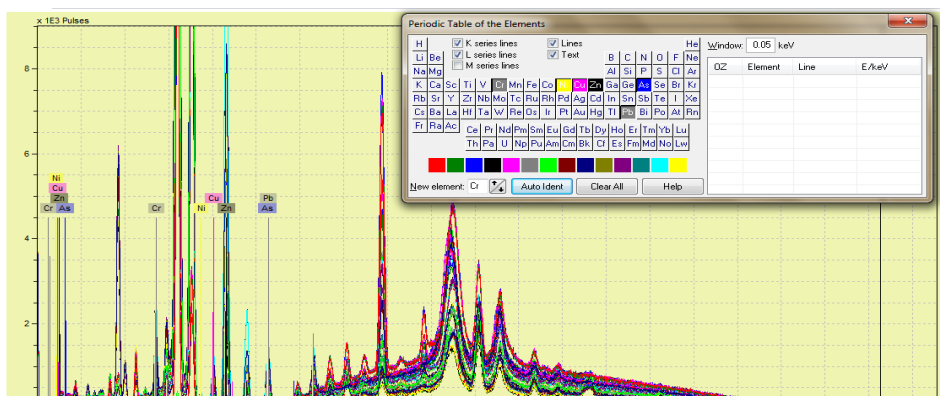 x 1E3 Pulses
8
6
4
2
Ni
Cu
Zn
Cr As
Cr
Ni
Cu
Zn
Pb
As
Periodic Table of the Elements
K series lines
L series lines
M series lines
Lines
Text
Window: 0.05 keV
OZ Element Line E/keV
H He
Li Be B C N O F Ne
Na Mg Al Si P S Cl Ar
K Ca Sc Ti V Cr Mn Fe Co Ni Cu Zn Ga Ge As Se Br Kr
Rb Sr Y Zr Nb Mo Tc Ru Rh Pd Ag Cd In Sn Sb Te I Xe
Cs Ba La Hf Ta W Re Os Ir Pt Au Hg Tl Pb Bi Po At Rn
Fr Ra Ac Ce Pr Nd Pm Sm Eu Gd Tb Dy Ho Er Tm Yb Lu
Th Pa U Np Pu Am Cm Bk Cf Es Fm Md No Lw
New element: Cr Auto Ident Clear All Help